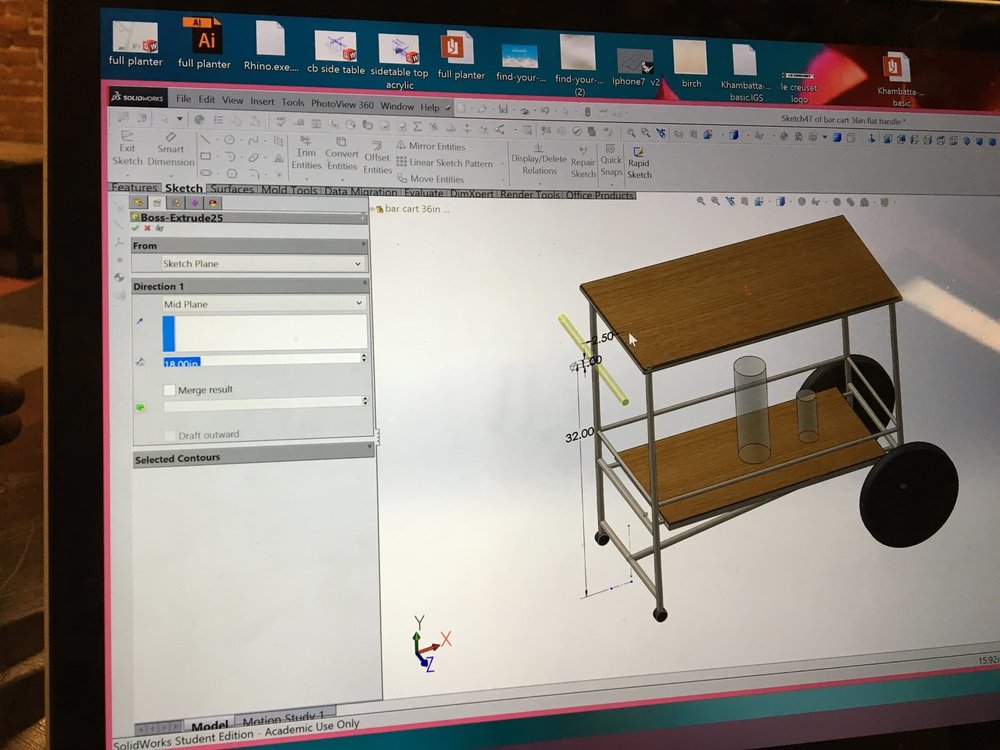 full planter
AI
Ai
full planter
Rhino.exe....
cb side table
sidetable top
acrylic
full planter
find-your-...
find-your-...
(2)
Iphone7 v2
birch
Khambatta-...
basic.IGS
le creuset
logo
Khambatta-...
basic
SOLIDWORKS
File Edit View Insert Tools PhotoView 360 Window Help
Sketch47 of bar cart 36in flat handle *
Exit
Sketch
Smart
Dimension
Trim
Entities
Convert
Entities
Offset
Entities
Mirror Entities
Linear Sketch Pattern
Move Entities
Display/Delete
Relations
Repair
Sketch
Quick
Snaps
Rapid
Sketch
Features Sketch Surfaces Mold Tools Data Migration Evaluate DimXpert Render Tools Office Products
Boss-Extrude25
?
bar cart 36in ...
From
Sketch Plane
Direction 1
Mid Plane
18.00in
Merge result
Draft outward
Selected Contours
2.50
⌀1.00
32.00
Y
X
Z
15.92
Model Motion Study 1
SolidWorks Student Edition - Academic Use Only